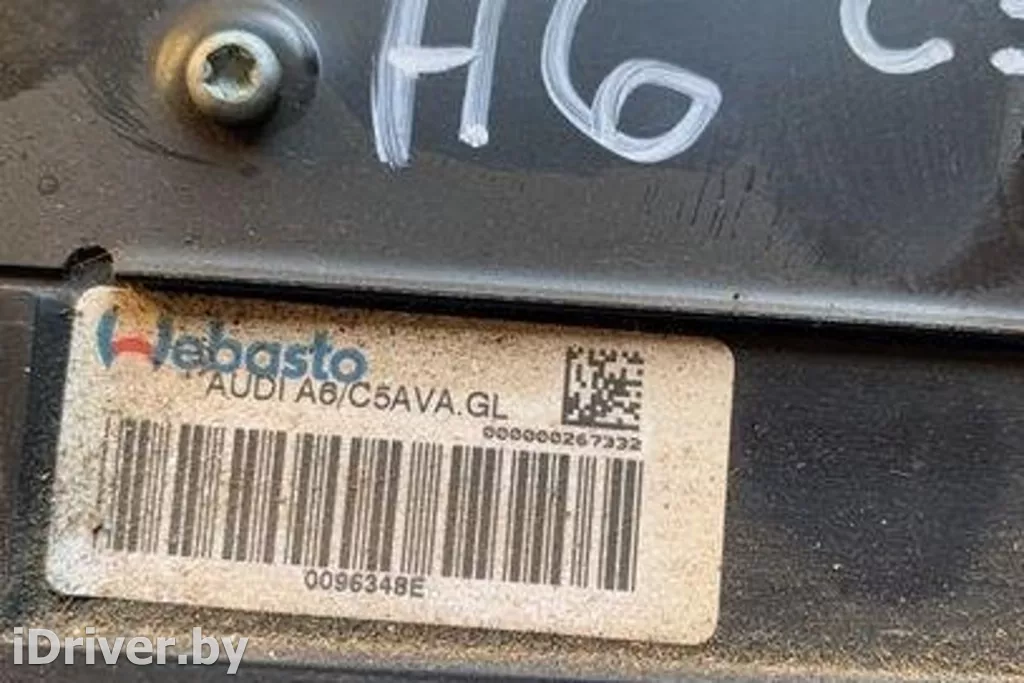 A6 C5
Webasto
AUDI A6/C5AVA.GL
000000267332
0096348E
iDriver.by